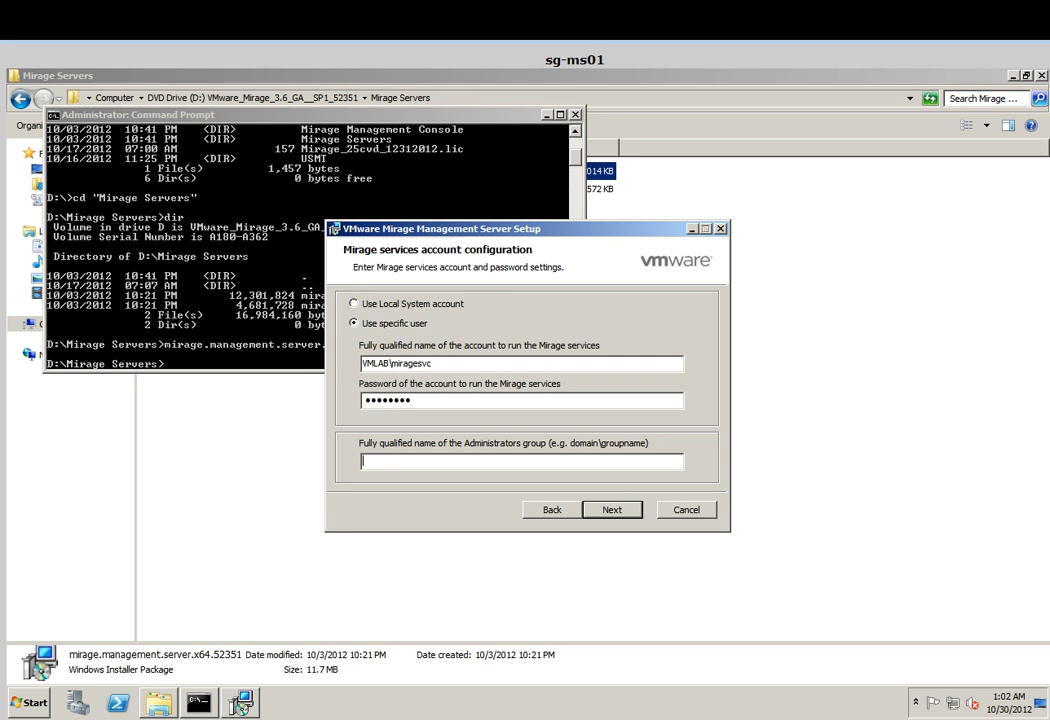 sg-ms01
Mirage Servers
Computer DVD Drive (D:) VMware_Mirage_3.6_GA__SP1_52351 Mirage Servers
Search Mirage ...
Organi
Administrator: Command Prompt
10/03/2012 10:41 PM <DIR> Mirage Management Console
10/03/2012 10:41 PM <DIR> Mirage Servers
10/17/2012 07:00 AM 157 Mirage_25cvd_12312012.lic
10/16/2012 11:25 PM <DIR> USMT
1 File(s) 1,457 bytes
6 Dir(s) 0 bytes free
D:\>cd "Mirage Servers"
D:\Mirage Servers>dir
Volume in drive D is VMware_Mirage_3.6_GA_
Volume Serial Number is A180-A362
Directory of D:\Mirage Servers
10/03/2012 10:41 PM <DIR> .
10/17/2012 07:07 AM <DIR> ..
10/03/2012 10:21 PM 12,301,824 mira
10/03/2012 10:21 PM 4,681,728 mira
2 File(s) 16,984,160 byt
2 Dir(s) 0 byt
D:\Mirage Servers>mirage.management.server.
D:\Mirage Servers>
014 KB
572 KB
VMware Mirage Management Server Setup
Mirage services account configuration
Enter Mirage services account and password settings.
vmware
Use Local System account
Use specific user
Fully qualified name of the account to run the Mirage services
VMLAB\miragesvc
Password of the account to run the Mirage services
••••••••
Fully qualified name of the Administrators group (e.g. domain\groupname)
Back Next Cancel
mirage.management.server.x64.52351 Date modified: 10/3/2012 10:21 PM Date created: 10/3/2012 10:21 PM
Windows Installer Package Size: 11.7 MB
Start
1:02 AM
10/30/2012